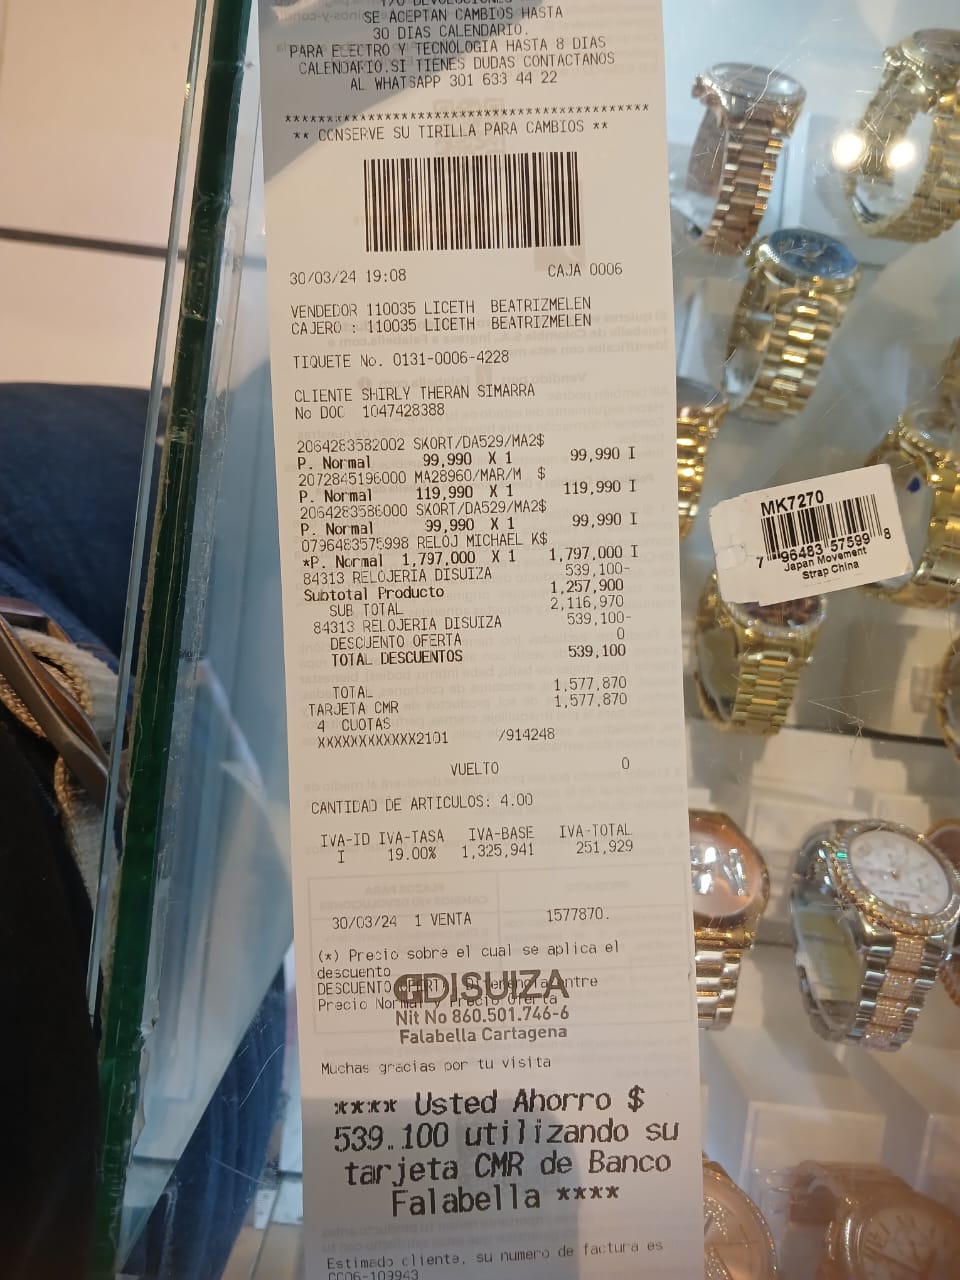 Y/O DEVOLUCIONES
SE ACEPTAN CAMBIOS HASTA
30 DIAS CALENDARIO.
PARA ELECTRO Y TECNOLOGIA HASTA 8 DIAS
CALENDARIO.SI TIENES DUDAS CONTACTANOS
AL WHATSAPP 301 633 44 22
*******************************************
** CONSERVE SU TIRILLA PARA CAMBIOS **
30/03/24 19:08 CAJA 0006
VENDEDOR 110035 LICETH BEATRIZMELEN
CAJERO : 110035 LICETH BEATRIZMELEN
TIQUETE No. 0131-0006-4228
CLIENTE SHIRLY THERAN SIMARRA
No DOC 1047428388
2064283582002 SKORT/DA529/MA2$
P. Normal 99,990 X 1 99,990 I
2072845196000 MA28960/MAR/M $
P. Normal 119,990 X 1 119,990 I
2064283586000 SKORT/DA529/MA2$
P. Normal 99,990 X 1 99,990 I
0796483575998 RELOJ MICHAEL K$
*P. Normal 1,797,000 X 1 1,797,000 I
84313 RELOJERIA DISUIZA 539,100-
Subtotal Producto 1,257,900
SUB TOTAL 2,116,970
84313 RELOJERIA DISUIZA 539,100-
DESCUENTO OFERTA 0
TOTAL DESCUENTOS 539,100
TOTAL 1,577,870
TARJETA CMR 1,577,870
4 CUOTAS
XXXXXXXXXXXX2101 /914248
VUELTO 0
CANTIDAD DE ARTICULOS: 4.00
IVA-ID IVA-TASA IVA-BASE IVA-TOTAL
I 19.00% 1,325,941 251,929
30/03/24 1 VENTA 1577870.
(*) Precio sobre el cual se aplica el
descuento
DISUIZA
DESCUENTO OFERTA: Diferencia entre
Precio Normal / Precio Oferta
Nit No 860.501.746-6
Falabella Cartagena
Muchas gracias por tu visita
**** Usted Ahorro $
539.100 utilizando su
tarjeta CMR de Banco
Falabella ****
Estimado cliente, su numero de factura es
CC06-109943
MK7270
7 96483 57599 8
Japan Movement
Strap China